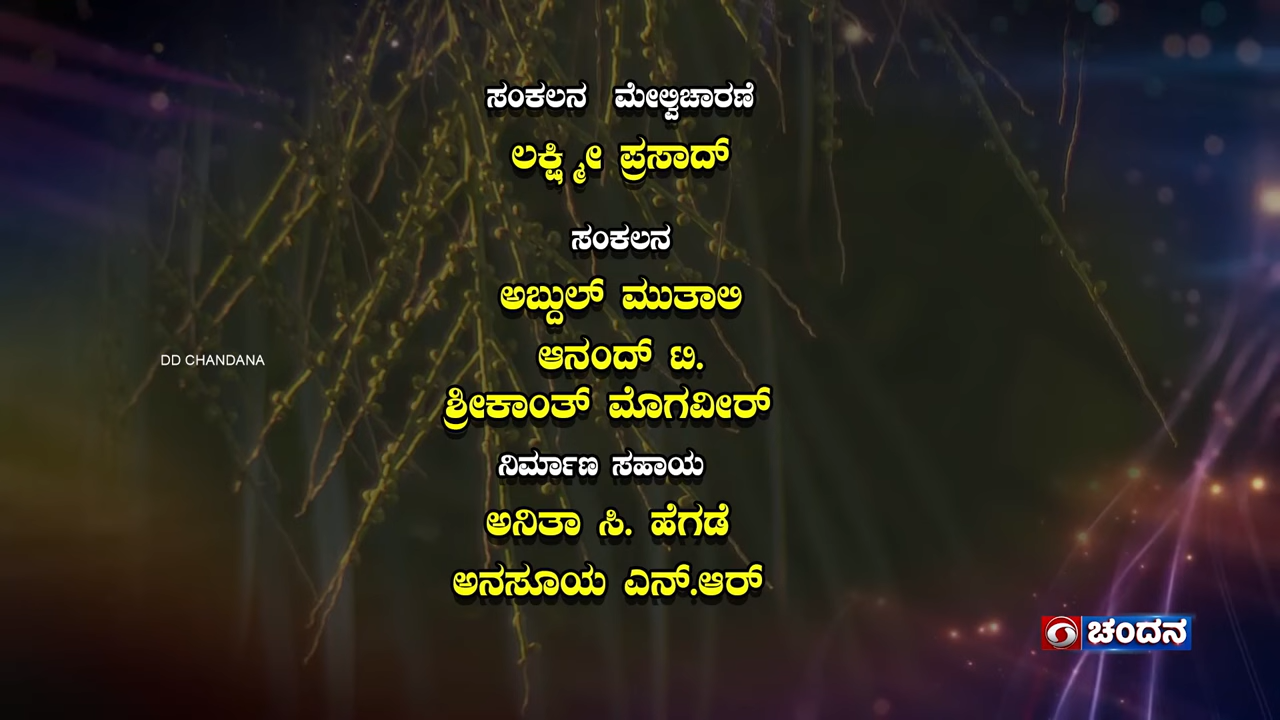 ಸಂಕಲನ ಮೇಲ್ವಿಚಾರಣೆ
ಲಕ್ಷ್ಮೀ ಪ್ರಸಾದ್
ಸಂಕಲನ
ಅಬ್ದುಲ್ ಮುತಾಲಿ
ಆನಂದ್ ಟಿ.
DD CHANDANA
ಶ್ರೀಕಾಂತ್ ಮೊಗವೀರ್
ನಿರ್ಮಾಣ ಸಹಾಯ
ಅನಿತಾ ಸಿ. ಹೆಗಡೆ
ಅನಸೂಯ ಎನ್.ಆರ್
ಚಂದನ